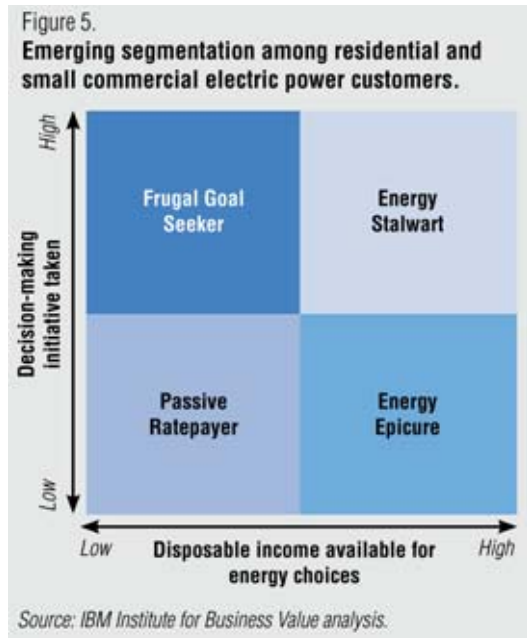 Figure 5.
Emerging segmentation among residential and
small commercial electric power customers.
High
Decision-making
initiative taken
Low
Frugal Goal
Seeker
Energy
Stalwart
Passive
Ratepayer
Energy
Epicure
Low
Disposable income available for
energy choices
High
Source: IBM Institute for Business Value analysis.